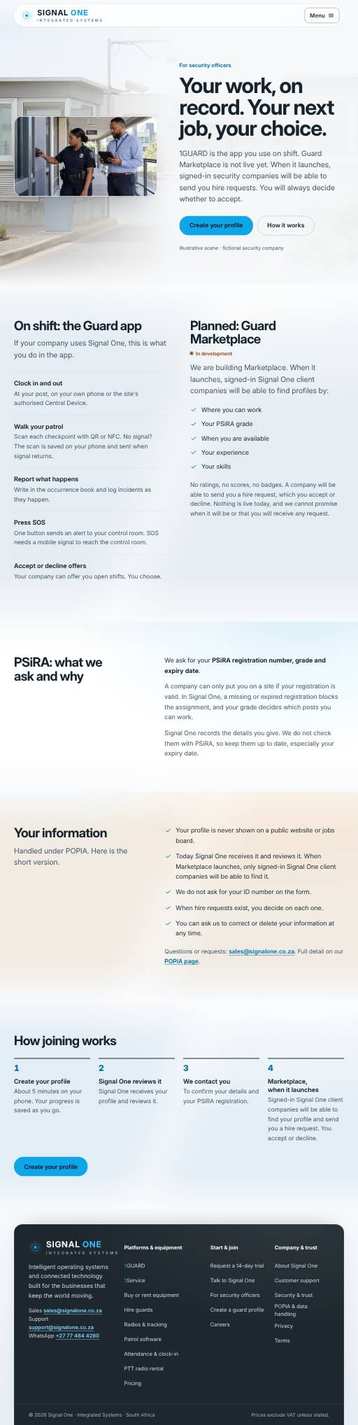 SIGNAL ONE
INTEGRATED SYSTEMS
Menu
For security officers
Your work, on
record. Your next
job, your choice.
1GUARD is the app you use on shift. Guard
Marketplace is not live yet. When it launches,
signed-in security companies will be able to
send you hire requests. You will always decide
whether to accept.
Create your profile
How it works
Illustrative scene · fictional security company
On shift: the Guard app
If your company uses Signal One, this is what
you do in the app.
Clock in and out
At your post, on your own phone or the site's
authorised Central Device.
Walk your patrol
Scan each checkpoint with QR or NFC. No signal?
The scan is saved on your phone and sent when
signal returns.
Report what happens
Write in the occurrence book and log incidents as
they happen.
Press SOS
One button sends an alert to your control room. SOS
needs a mobile signal to reach the control room.
Accept or decline offers
Your company can offer you open shifts. You choose.
Planned: Guard
Marketplace
In development
We are building Marketplace. When it
launches, signed-in Signal One client
companies will be able to find profiles by:
Where you can work
Your PSiRA grade
When you are available
Your experience
Your skills
No ratings, no scores, no badges. A company will be
able to send you a hire request, which you accept or
decline. Nothing is live today, and we cannot promise
when it will be or that you will receive any request.
PSiRA: what we
ask and why
We ask for your PSiRA registration number, grade and
expiry date.
A company can only put you on a site if your registration is
valid. In Signal One, a missing or expired registration blocks
the assignment, and your grade decides which posts you
can work.
Signal One records the details you give. We do not check
them with PSiRA, so keep them up to date, especially your
expiry date.
Your information
Handled under POPIA. Here is the
short version.
Your profile is never shown on a public website or jobs
board.
Today Signal One receives it and reviews it. When
Marketplace launches, only signed-in Signal One client
companies will be able to find it.
We do not ask for your ID number on the form.
When hire requests exist, you decide on each one.
You can ask us to correct or delete your information at
any time.
Questions or requests: sales@signalone.co.za. Full detail on our
POPIA page.
How joining works
1
Create your profile
About 5 minutes on your
phone. Your progress is
saved as you go.
2
Signal One reviews it
Signal One receives your
profile and reviews it.
3
We contact you
To confirm your details and
your PSiRA registration.
4
Marketplace,
when it launches
Signed-in Signal One client
companies will be able to
find your profile and send
you a hire request. You
accept or decline.
Create your profile
SIGNAL ONE
INTEGRATED SYSTEMS
Intelligent operating systems
and connected technology
built for the businesses that
keep the world moving.
Sales sales@signalone.co.za
Support
support@signalone.co.za
WhatsApp +27 77 464 4260
Platforms & equipment
1GUARD
1Service
Buy or rent equipment
Hire guards
Radios & tracking
Patrol software
Attendance & clock-in
PTT radio rental
Pricing
Start & join
Request a 14-day trial
Talk to Signal One
For security officers
Create a guard profile
Careers
Company & trust
About Signal One
Customer support
Security & trust
POPIA & data
handling
Privacy
Terms
© 2026 Signal One · Integrated Systems · South Africa
Prices exclude VAT unless stated.